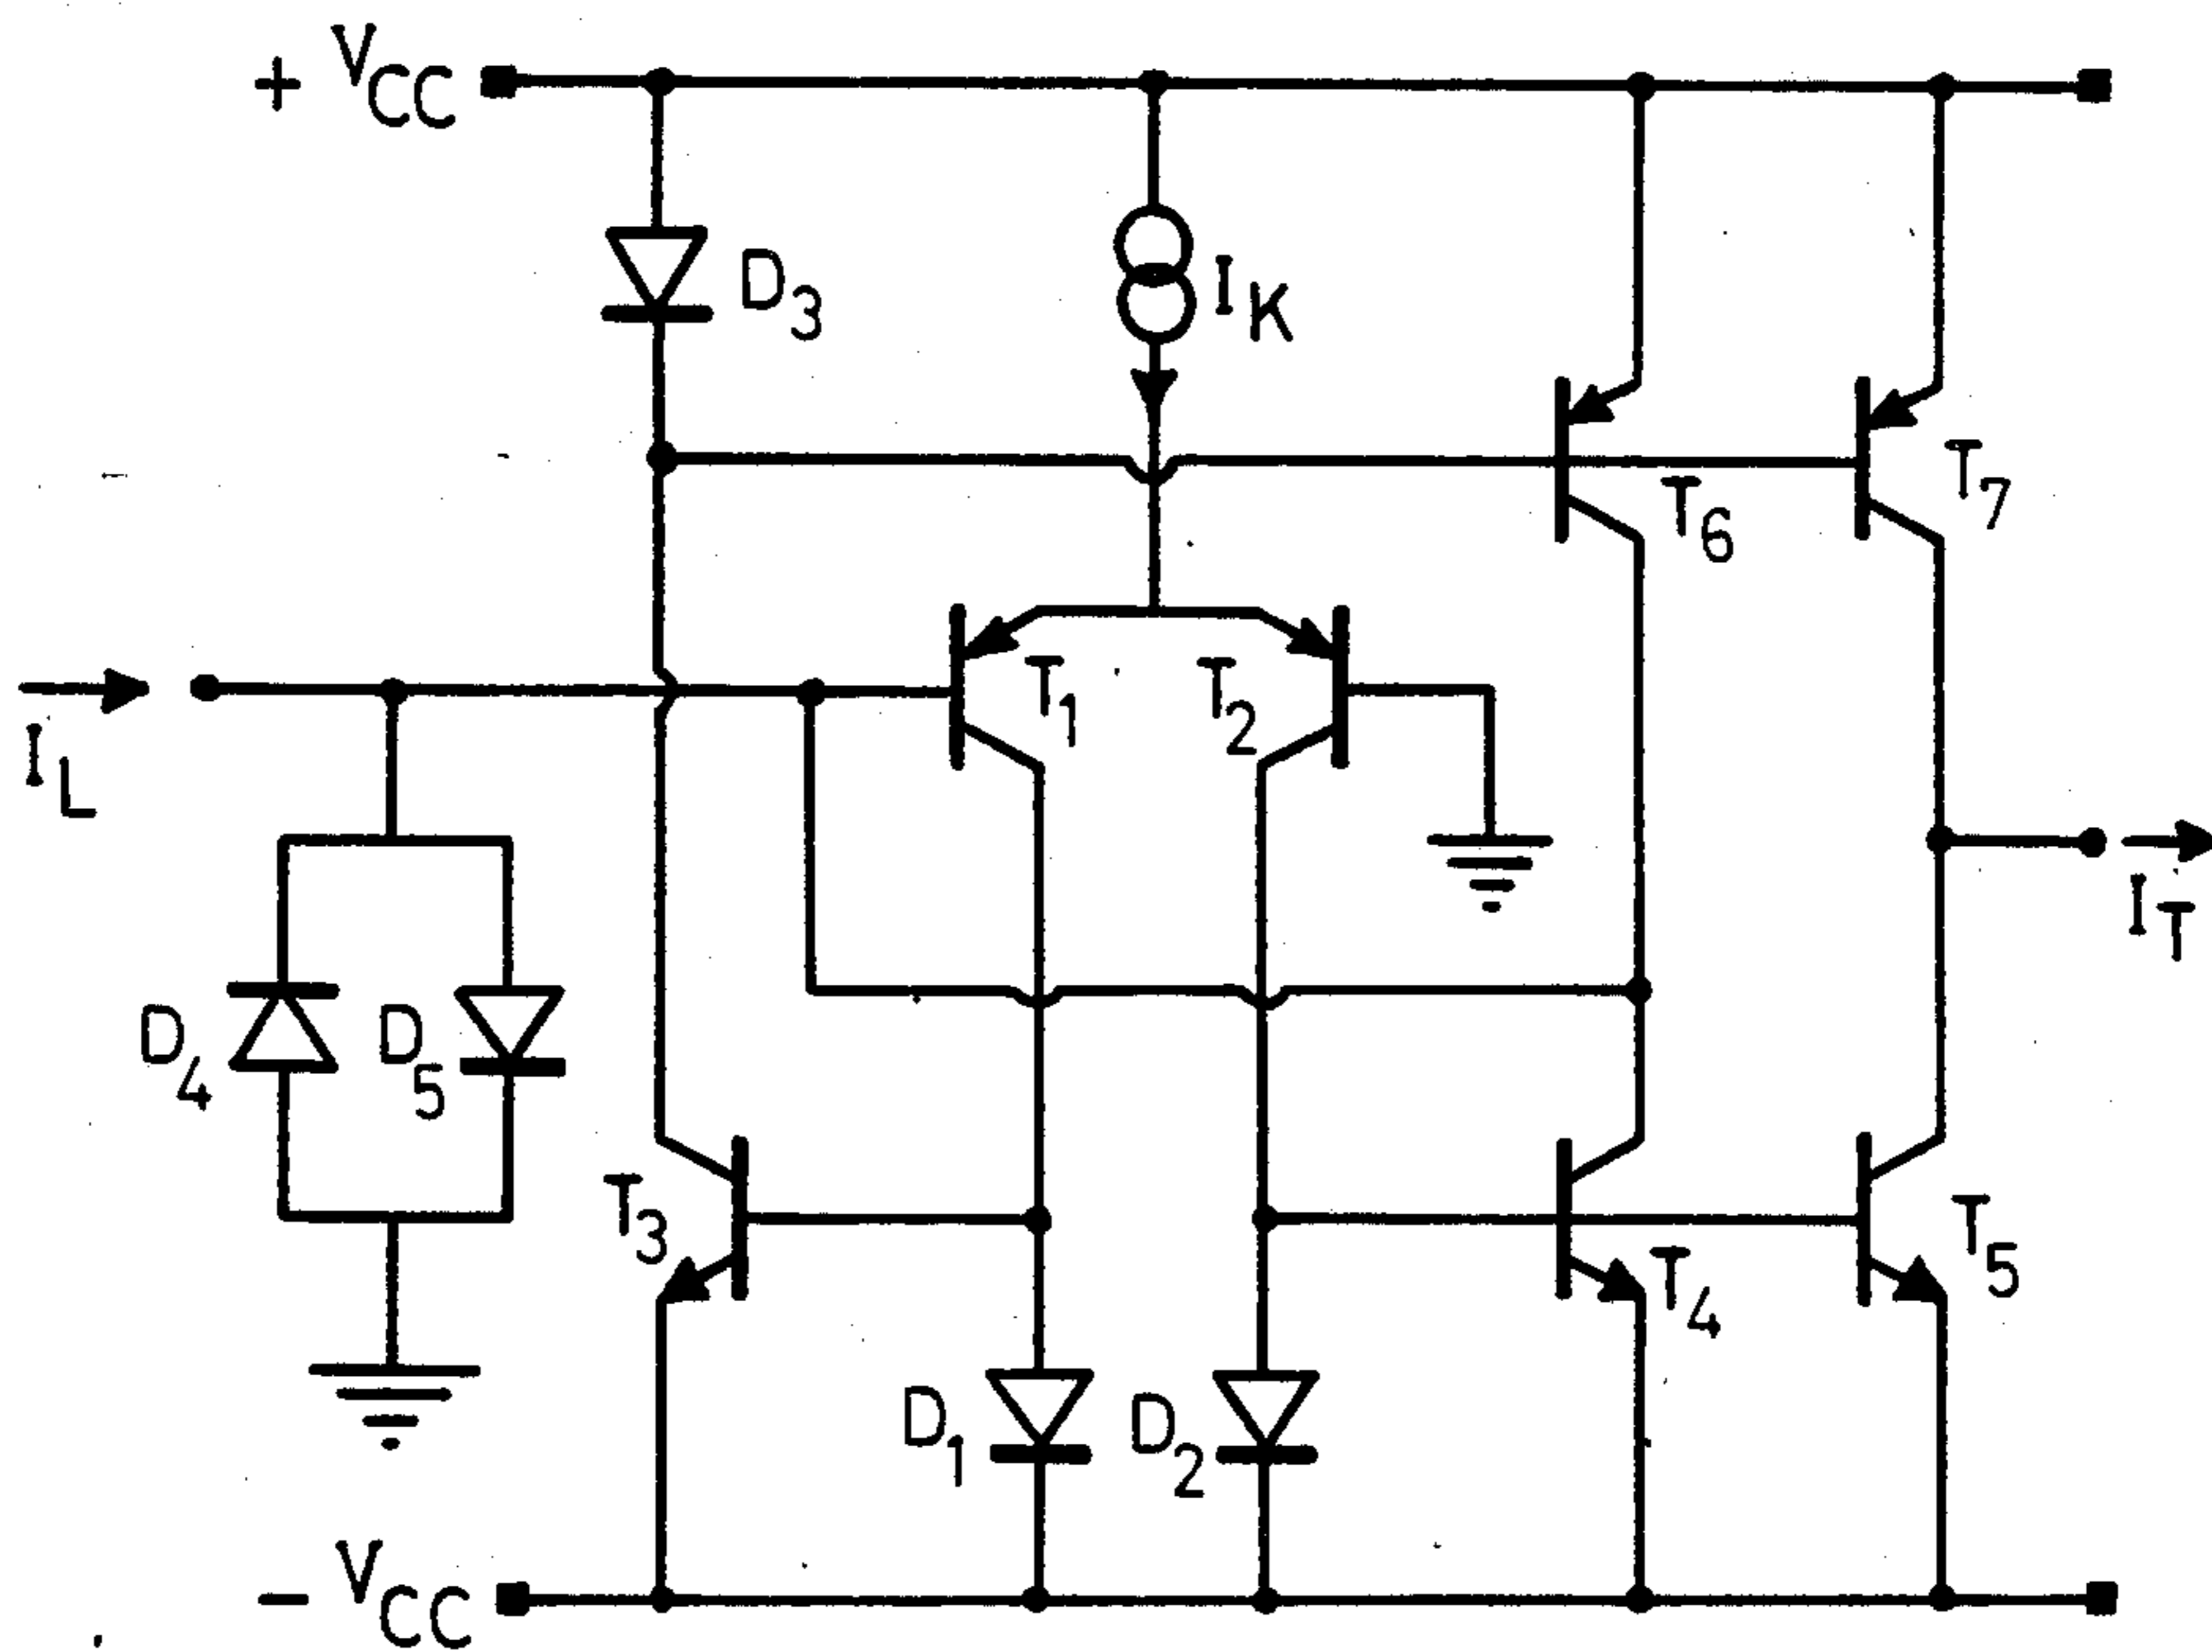 + VCC
D3
IK
T7
T6
T1
T2
IL
IT
D4
D5
T3
T5
T4
D1
D2
− VCC